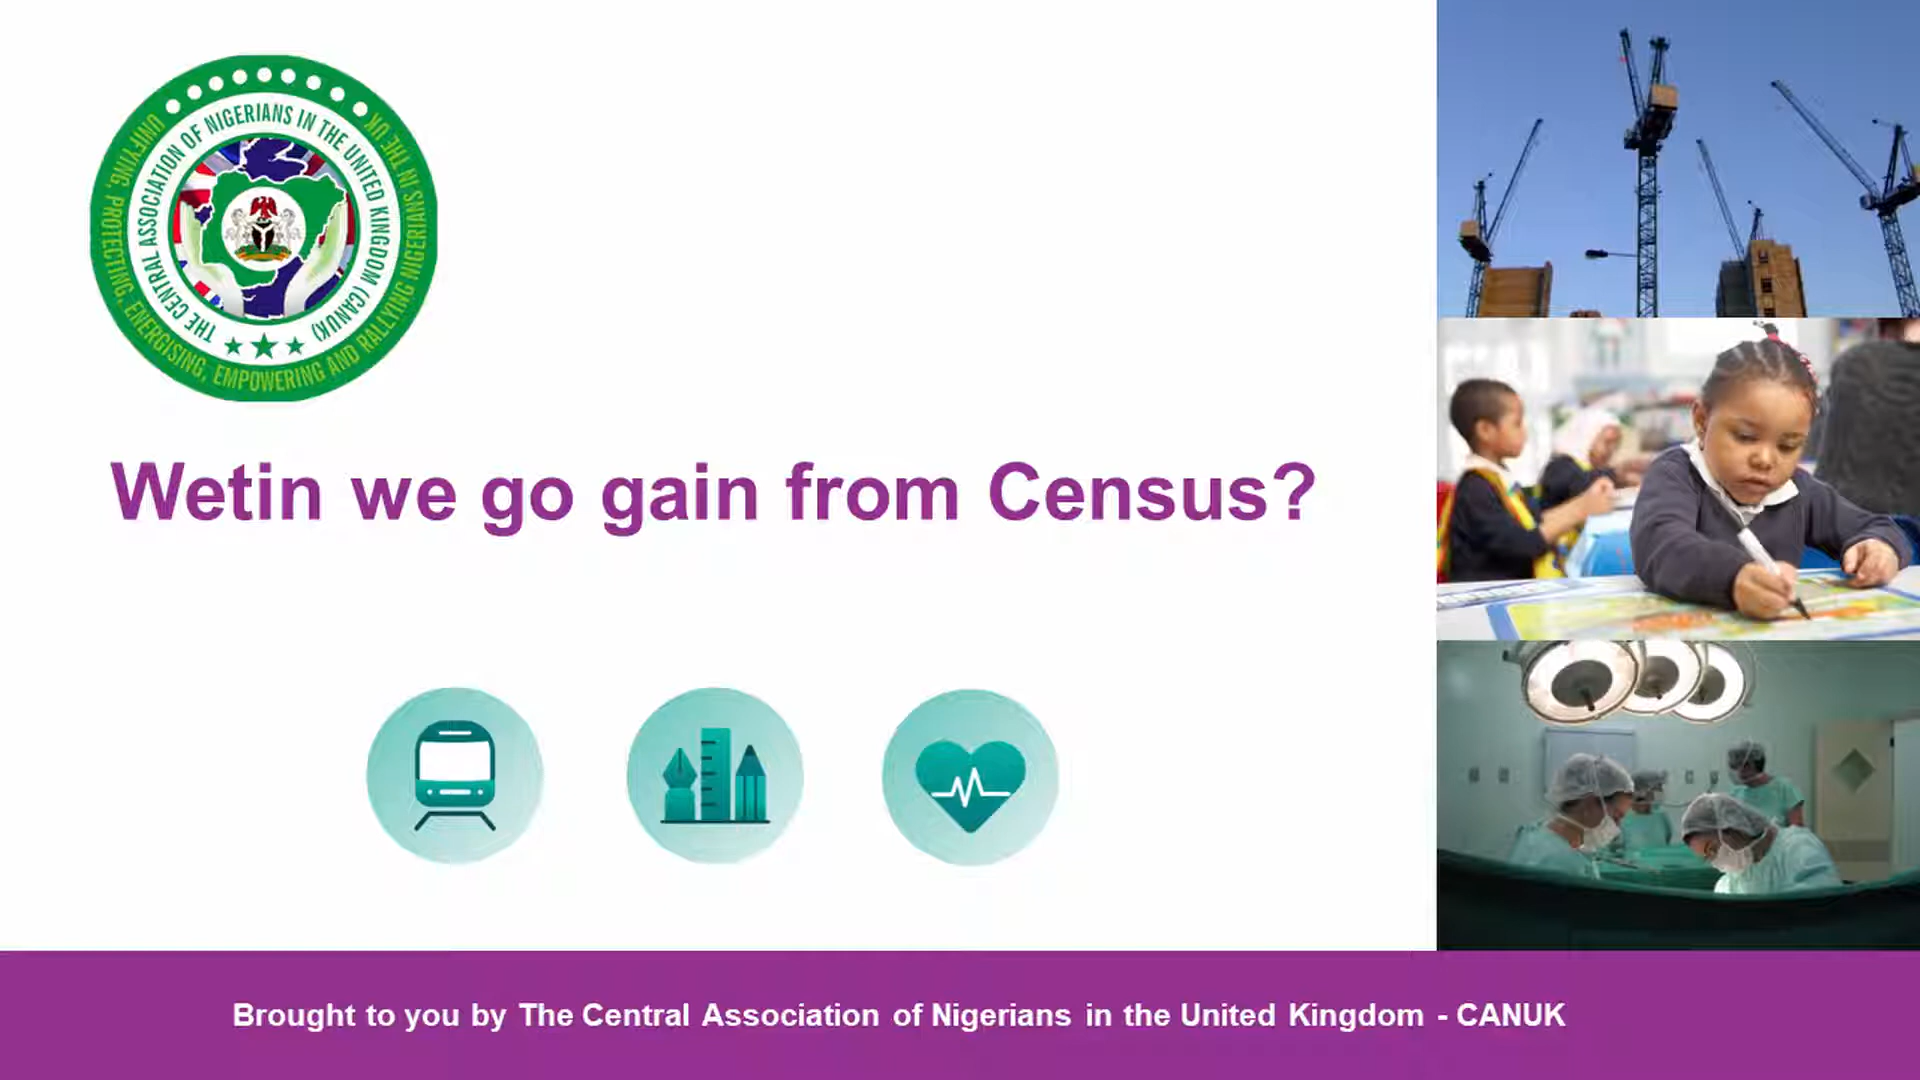 UNIFYING, PROTECTING, ENERGISING, EMPOWERING AND RALLYING NIGERIANS IN THE UK
THE CENTRAL ASSOCIATION OF NIGERIANS IN THE UNITED KINGDOM (CANUK)
Wetin we go gain from Census?
Brought to you by The Central Association of Nigerians in the United Kingdom - CANUK